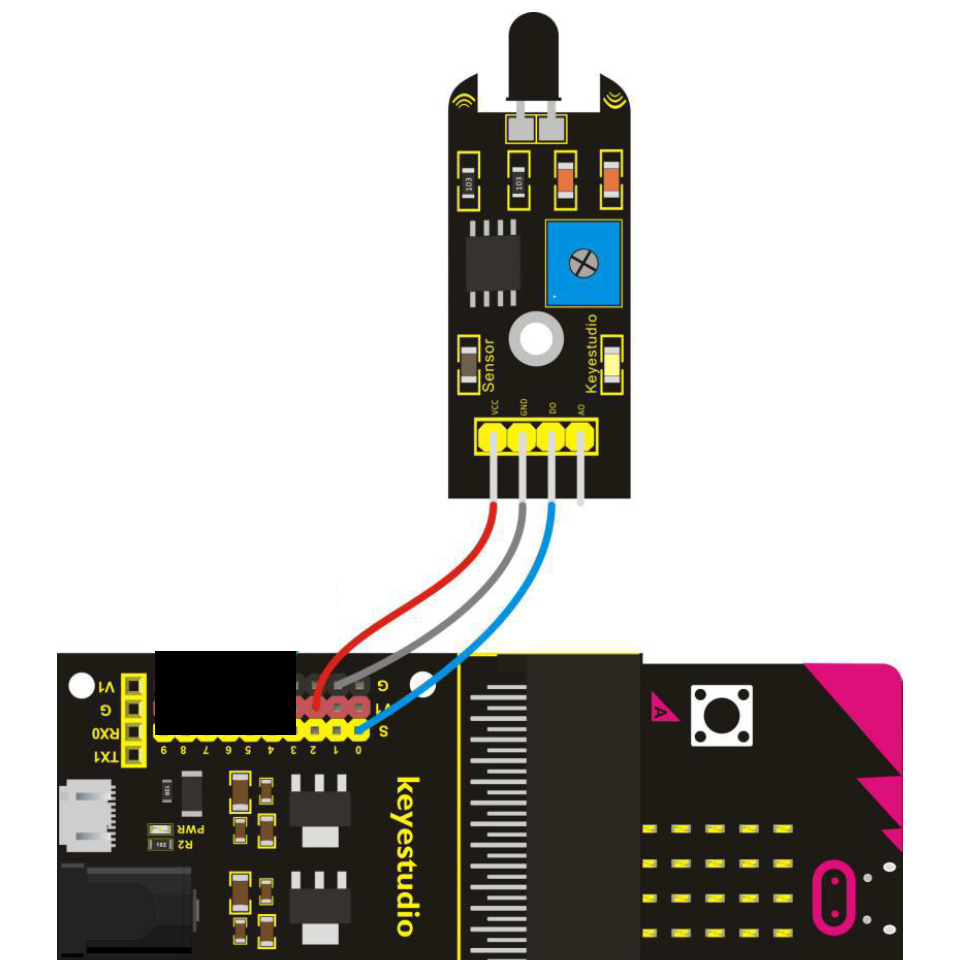 103
103
Sensor
Keyestudio
VCC
GND
DO
AO
V1
G
RX0
TX1
G
V1
S
9 8 7 6 5 4 3 2 1 0
PWR
R2
102
keyestudio
A